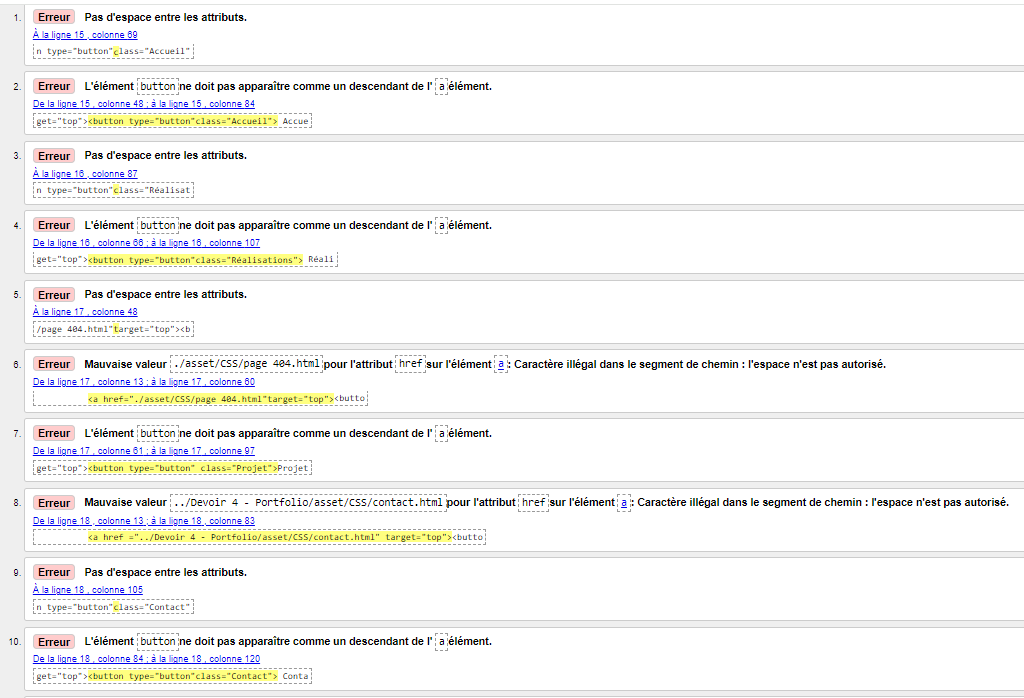 1. Erreur Pas d'espace entre les attributs.
À la ligne 15 , colonne 69
n type="button"class="Accueil"
2. Erreur L'élément button ne doit pas apparaître comme un descendant de l' a élément.
De la ligne 15 , colonne 48 ; à la ligne 15 , colonne 84
get="top"><button type="button"class="Accueil"> Accue
3. Erreur Pas d'espace entre les attributs.
À la ligne 16 , colonne 87
n type="button"class="Réalisat
4. Erreur L'élément button ne doit pas apparaître comme un descendant de l' a élément.
De la ligne 16 , colonne 66 ; à la ligne 16 , colonne 107
get="top"><button type="button"class="Réalisations"> Réali
5. Erreur Pas d'espace entre les attributs.
À la ligne 17 , colonne 48
/page 404.html"target="top"><b
6. Erreur Mauvaise valeur ./asset/CSS/page 404.html pour l'attribut href sur l'élément a : Caractère illégal dans le segment de chemin : l'espace n'est pas autorisé.
De la ligne 17 , colonne 13 ; à la ligne 17 , colonne 60
<a href="./asset/CSS/page 404.html"target="top"><butto
7. Erreur L'élément button ne doit pas apparaître comme un descendant de l' a élément.
De la ligne 17 , colonne 61 ; à la ligne 17 , colonne 97
get="top"><button type="button" class="Projet">Projet
8. Erreur Mauvaise valeur ../Devoir 4 - Portfolio/asset/CSS/contact.html pour l'attribut href sur l'élément a : Caractère illégal dans le segment de chemin : l'espace n'est pas autorisé.
De la ligne 18 , colonne 13 ; à la ligne 18 , colonne 83
<a href ="../Devoir 4 - Portfolio/asset/CSS/contact.html" target="top"><butto
9. Erreur Pas d'espace entre les attributs.
À la ligne 18 , colonne 105
n type="button"class="Contact"
10. Erreur L'élément button ne doit pas apparaître comme un descendant de l' a élément.
De la ligne 18 , colonne 84 ; à la ligne 18 , colonne 120
get="top"><button type="button"class="Contact"> Conta